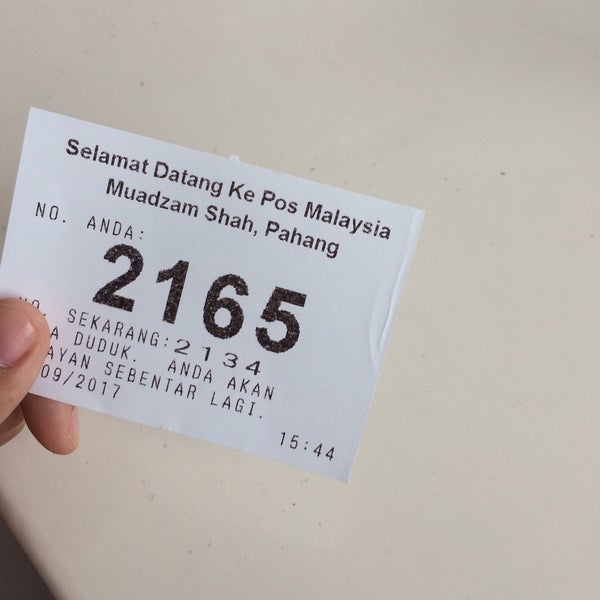 Selamat Datang Ke Pos Malaysia
Muadzam Shah, Pahang
NO. ANDA:
2165
NO. SEKARANG:2134
DUDUK. ANDA AKAN
SEBENTAR LAGI.
09/2017
15:44